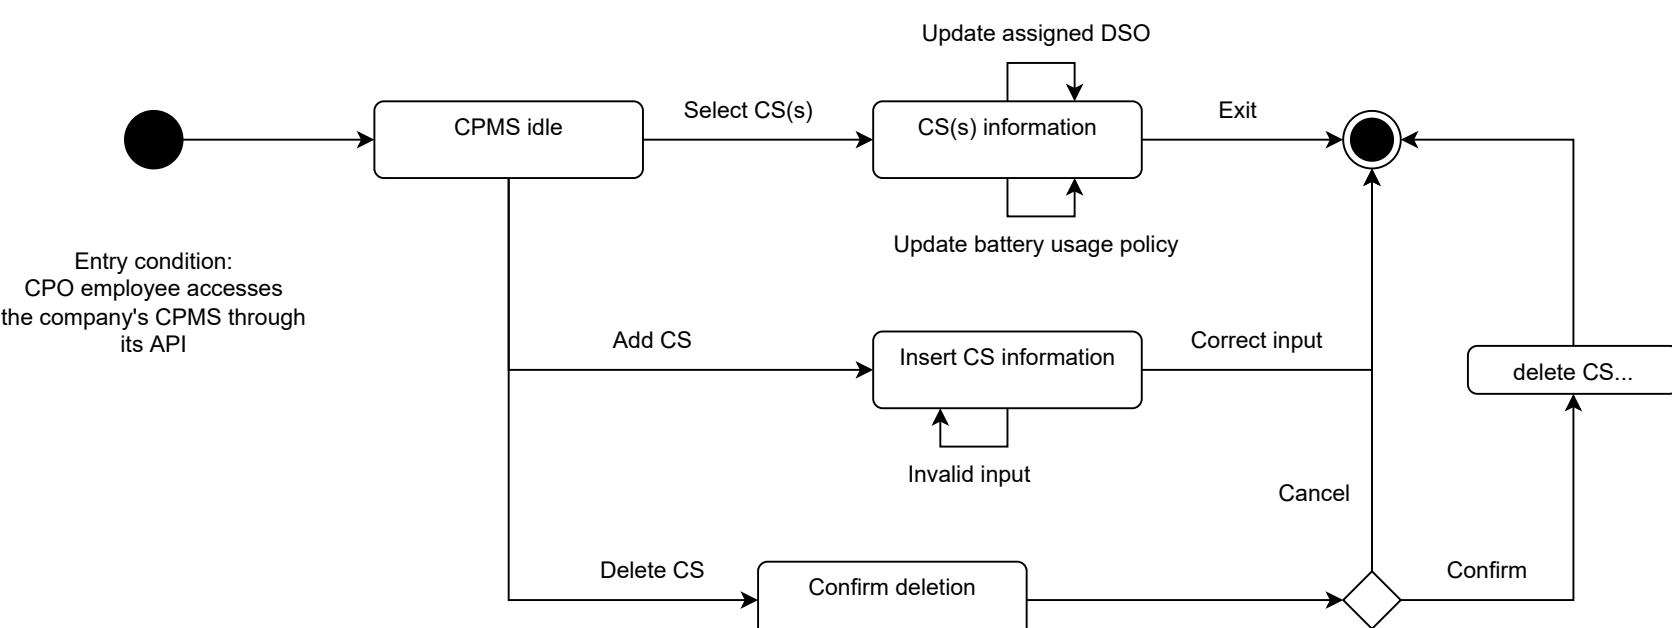 Update assigned DSO
CPMS idle
Select CS(s)
CS(s) information
Exit
Update battery usage policy
Entry condition:
CPO employee accesses
the company's CPMS through
its API
Add CS
Insert CS information
Correct input
delete CS...
Invalid input
Cancel
Delete CS
Confirm deletion
Confirm